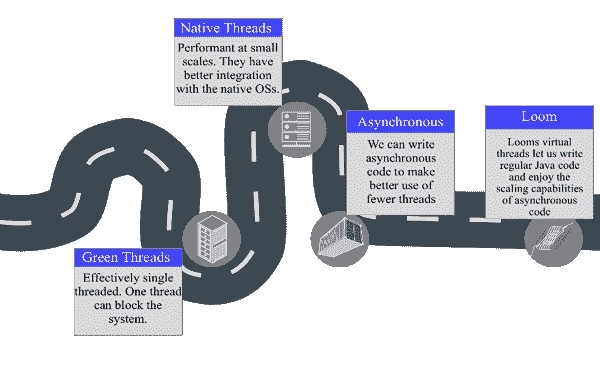 Native Threads
Performant at small
scales. They have
better integration
with the native OSs.
Asynchronous
We can write
asynchronous
code to make
better use of
fewer threads
Loom
Looms virtual
threads let us write
regular Java code
and enjoy the
scaling capabilities
of asynchronous
code
Green Threads
Effectively single
threaded. One thread
can block the
system.